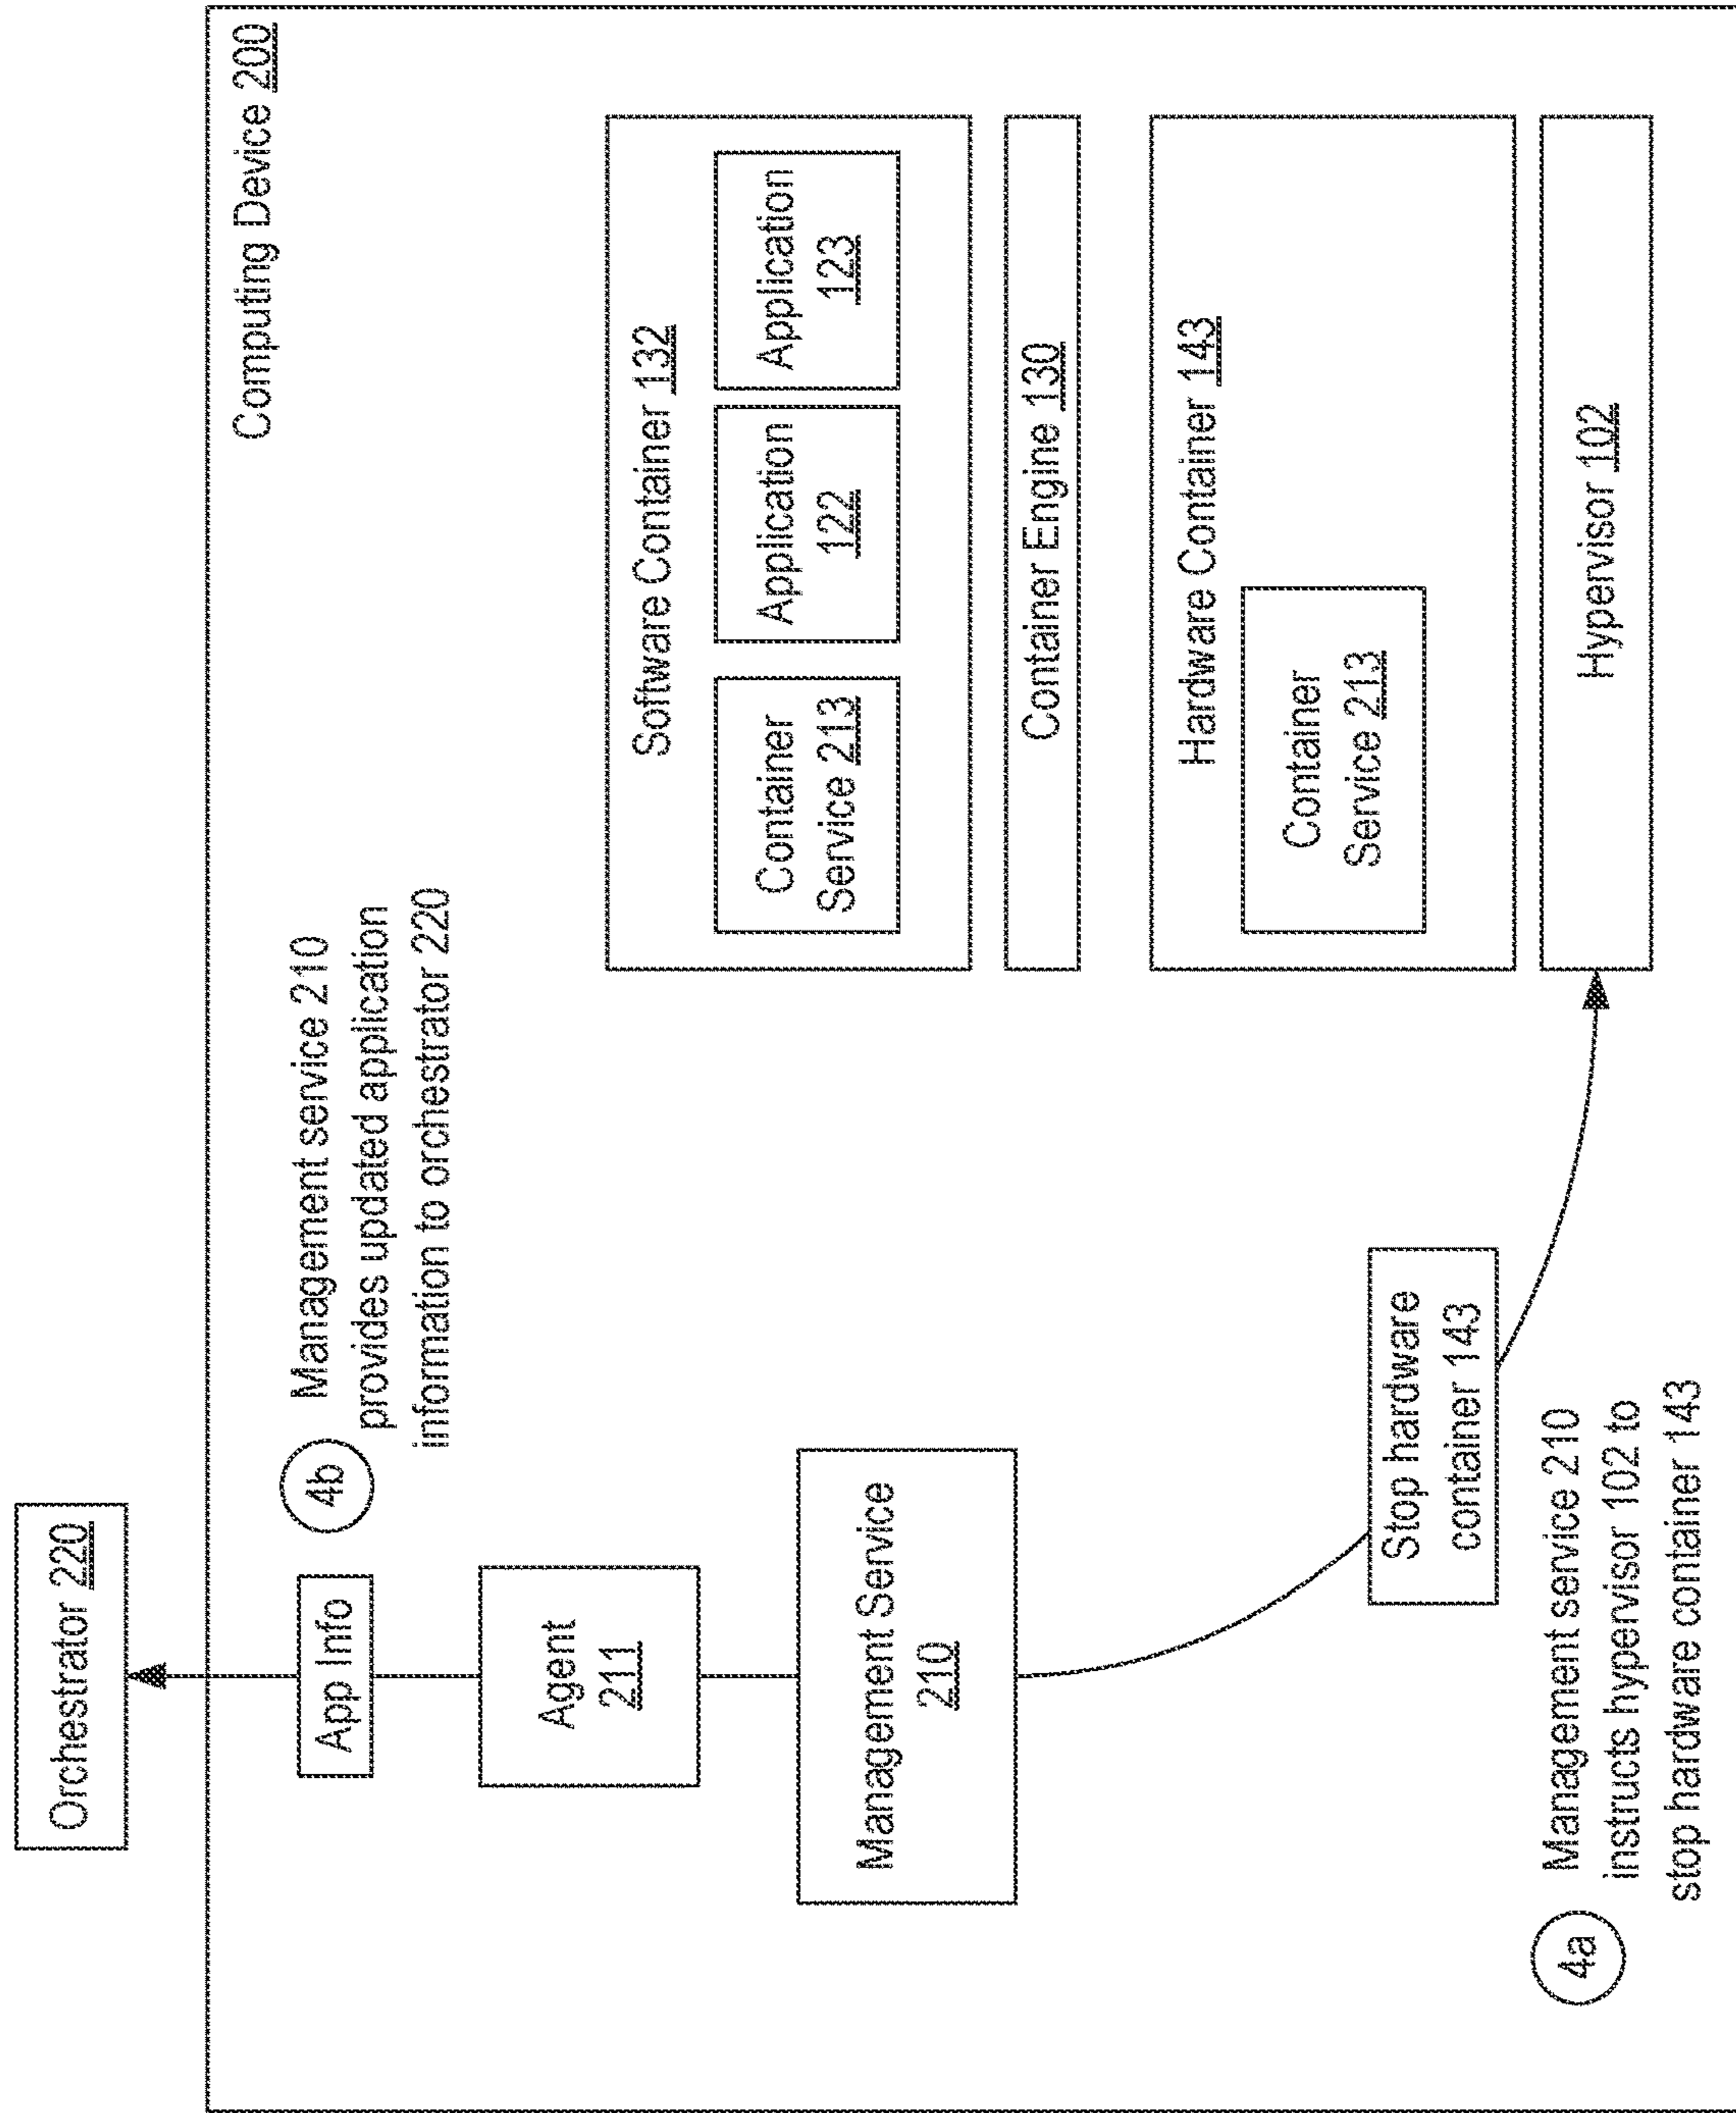 Orchestrator 220
Computing Device 200
App Info
4b
Management service 210
provides updated application
information to orchestrator 220
Agent
211
Management Service
210
Software Container 132
Container
Service 213
Application
122
Application
123
Container Engine 130
Hardware Container 143
Container
Service 213
Hypervisor 102
Stop hardware
container 143
4a
Management service 210
instructs hypervisor 102 to
stop hardware container 143